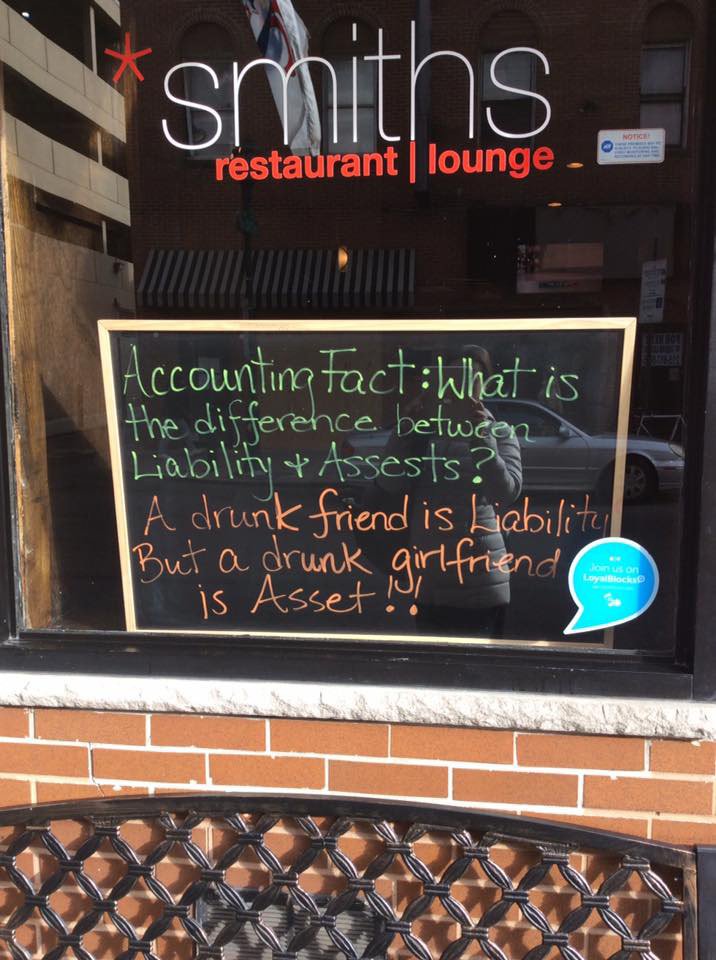 *smiths
restaurant | lounge
NOTICE!
ADT
Accounting Fact: What is
the difference between
Liability & Assests?
A drunk friend is Liability
But a drunk girlfriend
is Asset!!
Join us on
LoyalBlocks